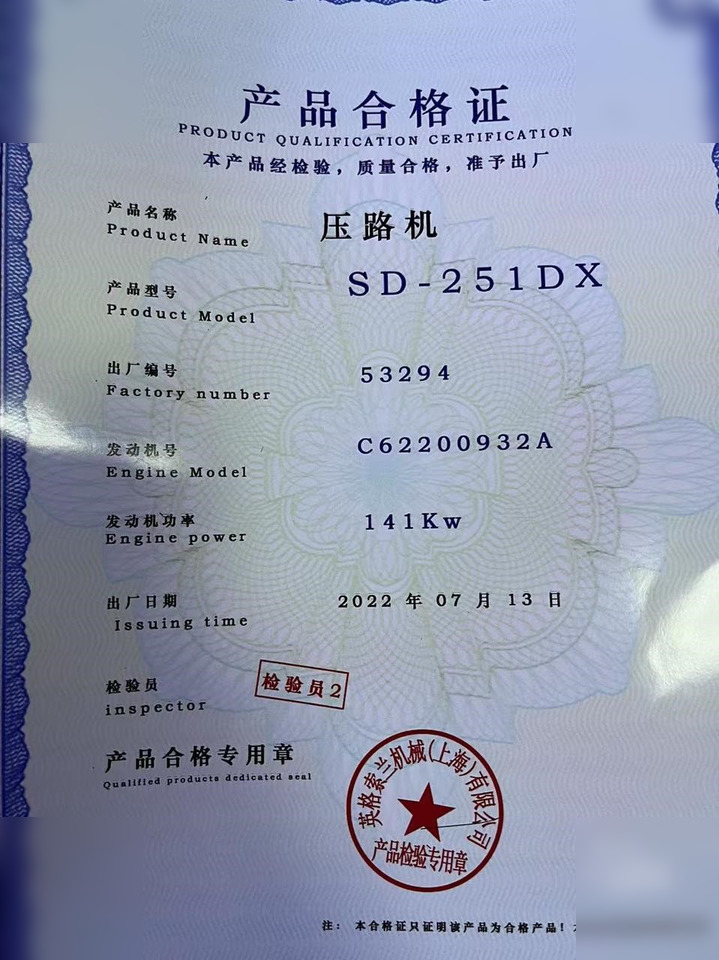 产品合格证
PRODUCT QUALIFICATION CERTIFICATION
本产品经检验，质量合格，准予出厂
产品名称 压路机
Product Name
产品型号 SD-251DX
Product Model
出厂编号 53294
Factory number
发动机号 C62200932A
Engine Model
发动机功率 141Kw
Engine power
出厂日期 2022 年 07 月 13 日
Issuing time
检验员 检验员2
inspector
产品合格专用章
Qualified products dedicated seal
英格索兰机械(上海)有限公司
产品检验专用章
注： 本合格证只证明该产品为合格产品！